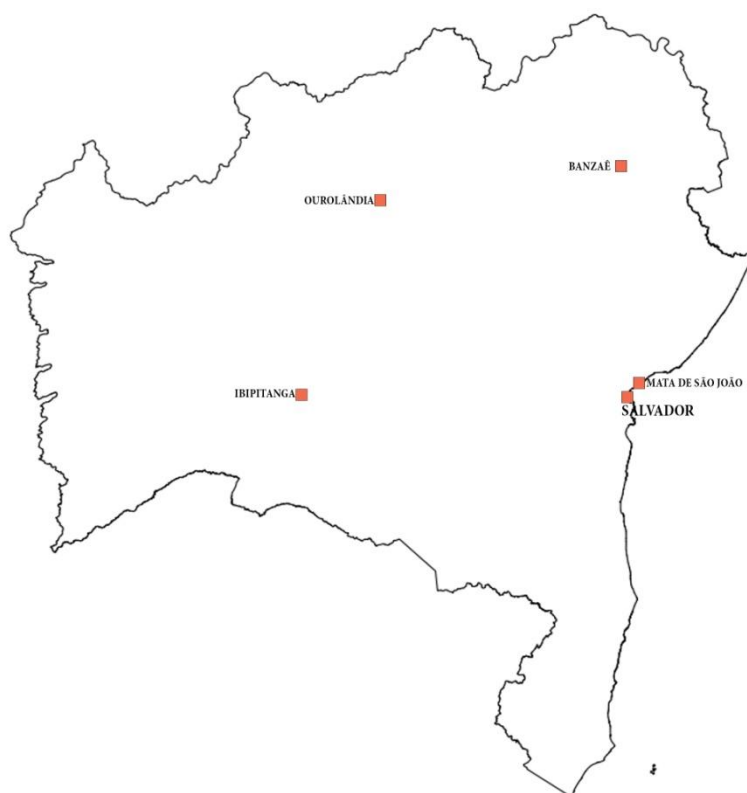 BANZAÊ
OUROLÂNDIA
MATA DE SÃO JOÃO
IBIPITANGA
SALVADOR